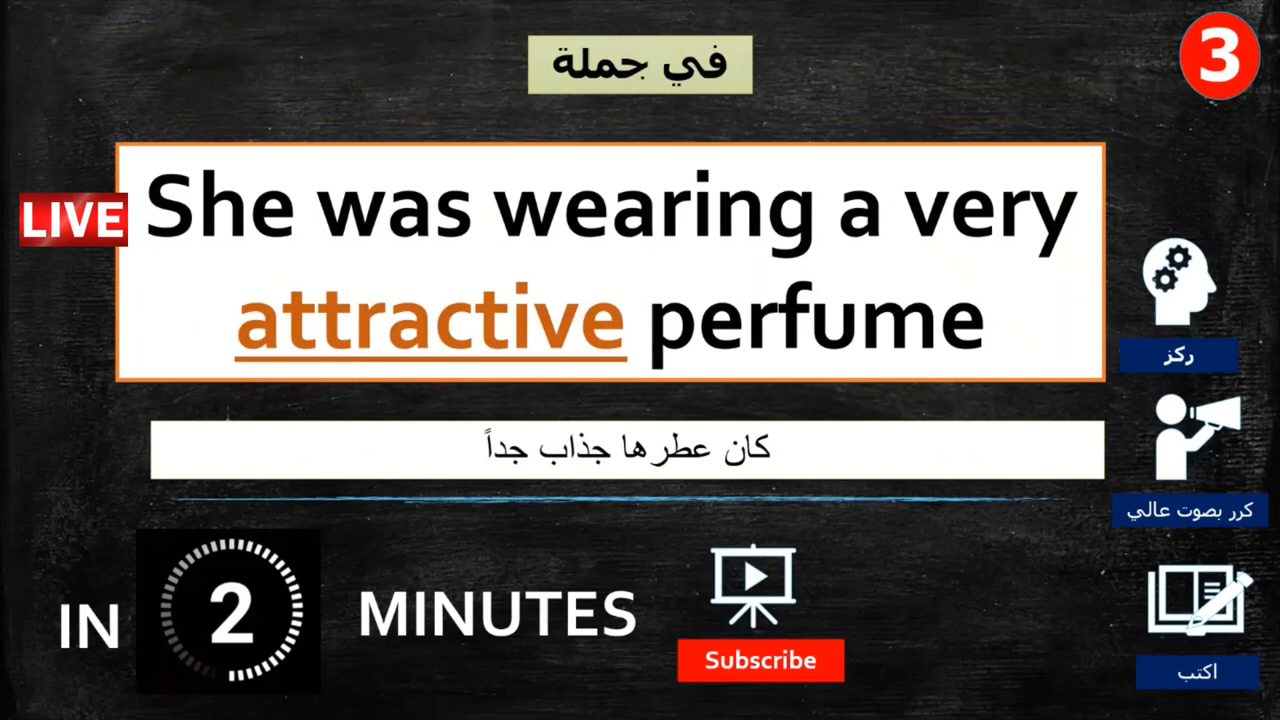 في جملة
3
LIVE
She was wearing a very
attractive perfume
كان عطرها جذاب جداً
ركز
كرر بصوت عالي
اكتب
IN 2 MINUTES
Subscribe